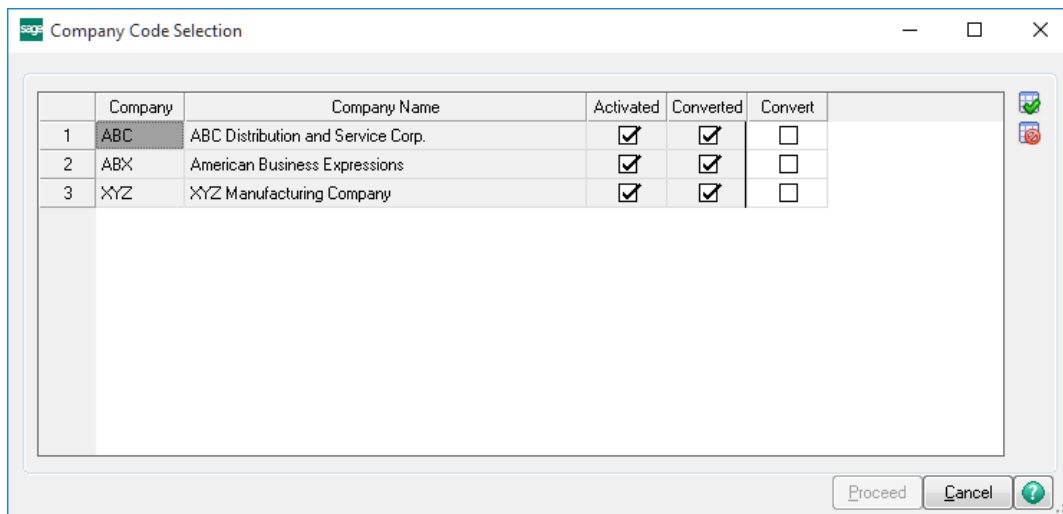 sage Company Code Selection
Company Company Name Activated Converted Convert
1 ABC ABC Distribution and Service Corp.
2 ABX American Business Expressions
3 XYZ XYZ Manufacturing Company
Proceed Cancel ?